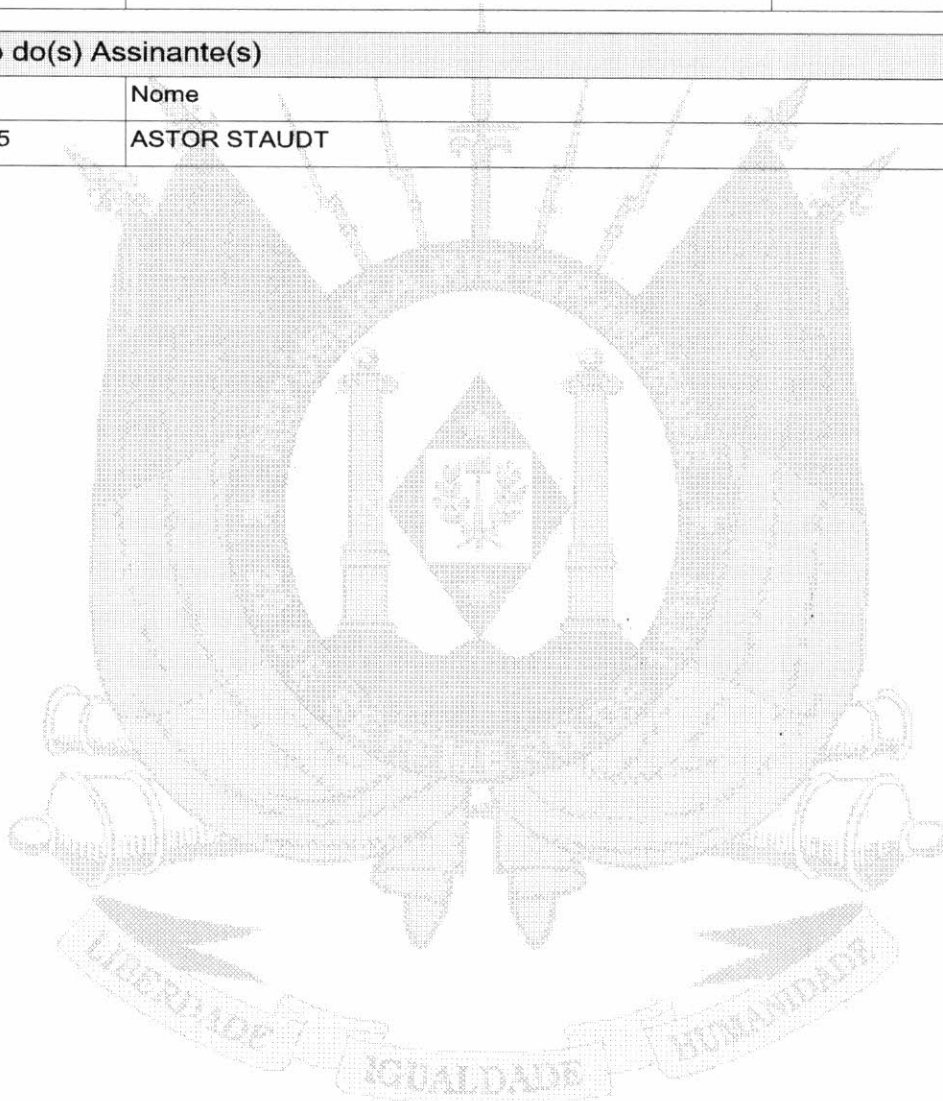 do(s) Assinante(s)
Nome
5 ASTOR STAUDT
LIBERDADE
IGUALDADE
HUMANIDADE